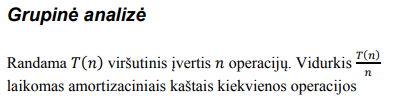 Grupinė analizė
Randama T(n) viršutinis įvertis n operacijų. Vidurkis T(n)/n
laikomas amortizaciniais kaštais kiekvienos operacijos